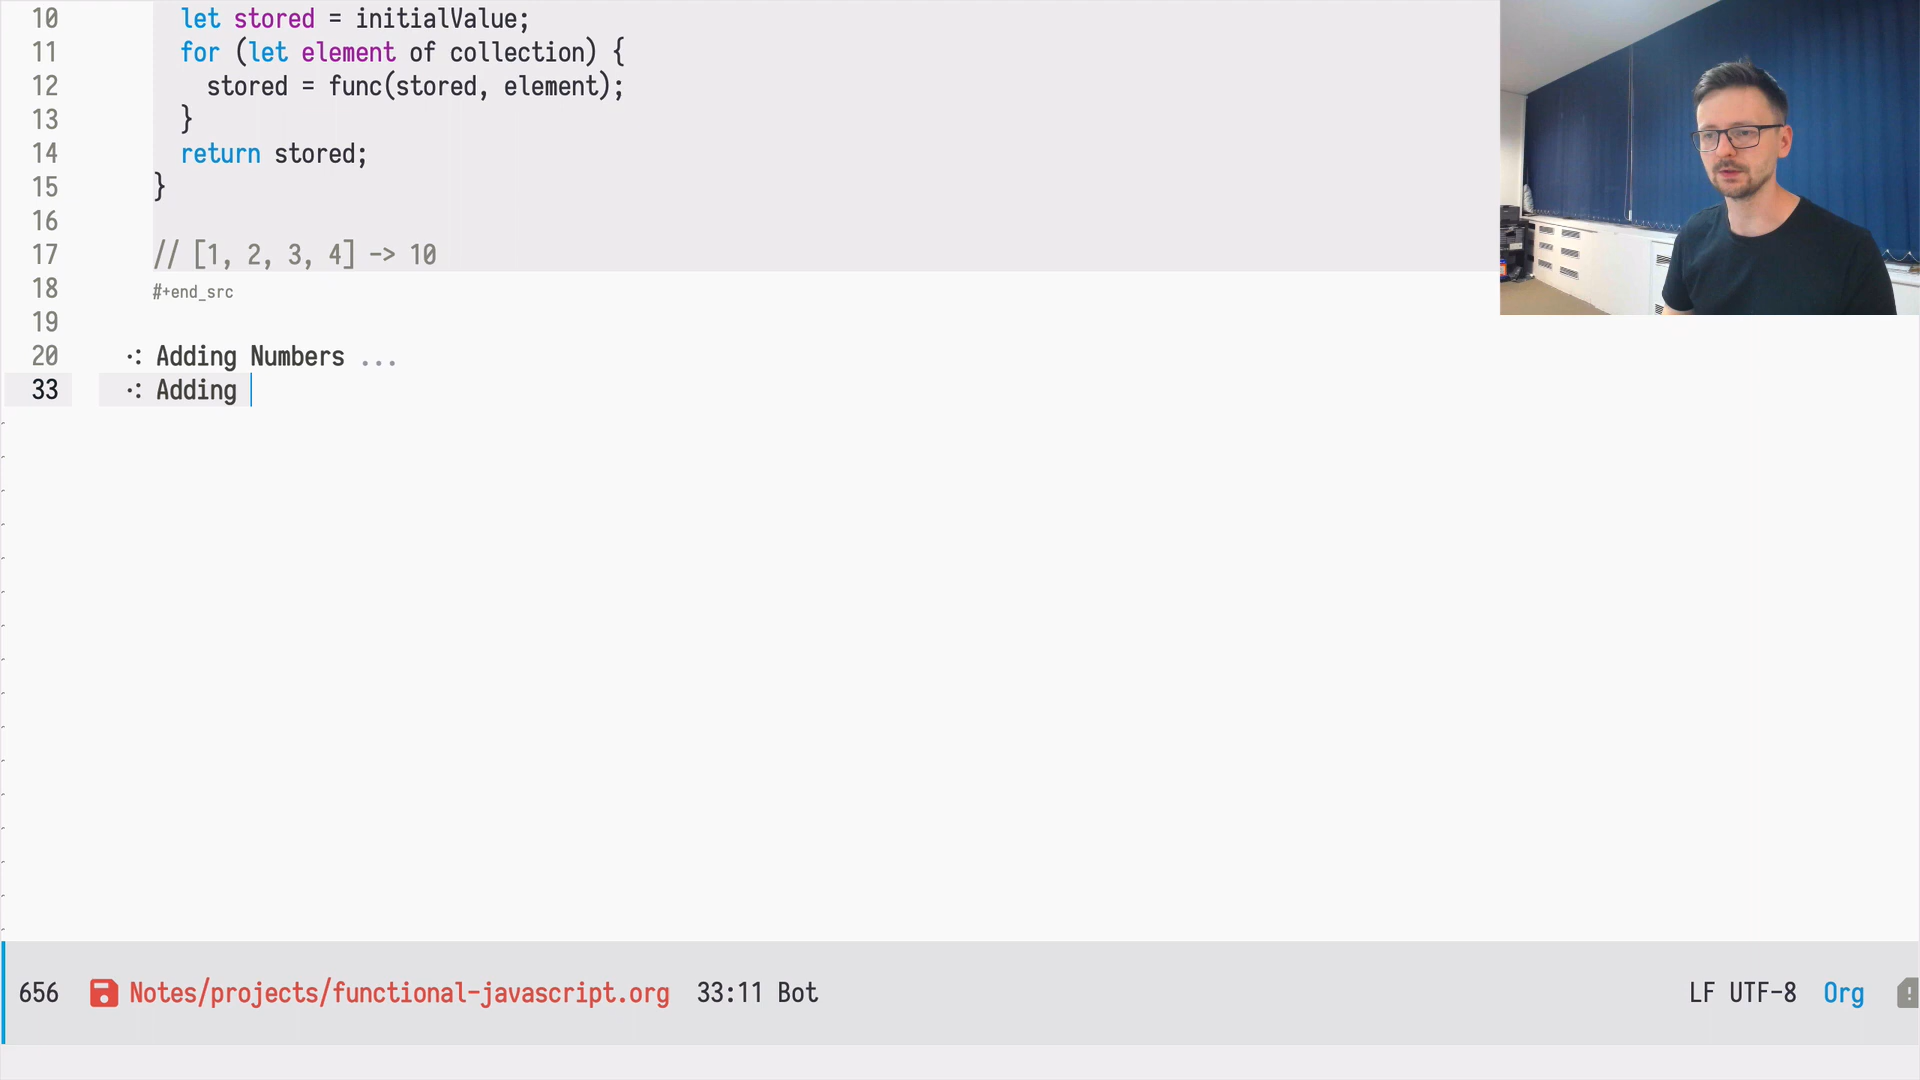 10 let stored = initialValue;
11 for (let element of collection) {
12 stored = func(stored, element);
13 }
14 return stored;
15 }
16
17 // [1, 2, 3, 4] -> 10
18 #+end_src
19
20 Adding Numbers ...
33 Adding
656 Notes/projects/functional-javascript.org 33:11 Bot LF UTF-8 Org